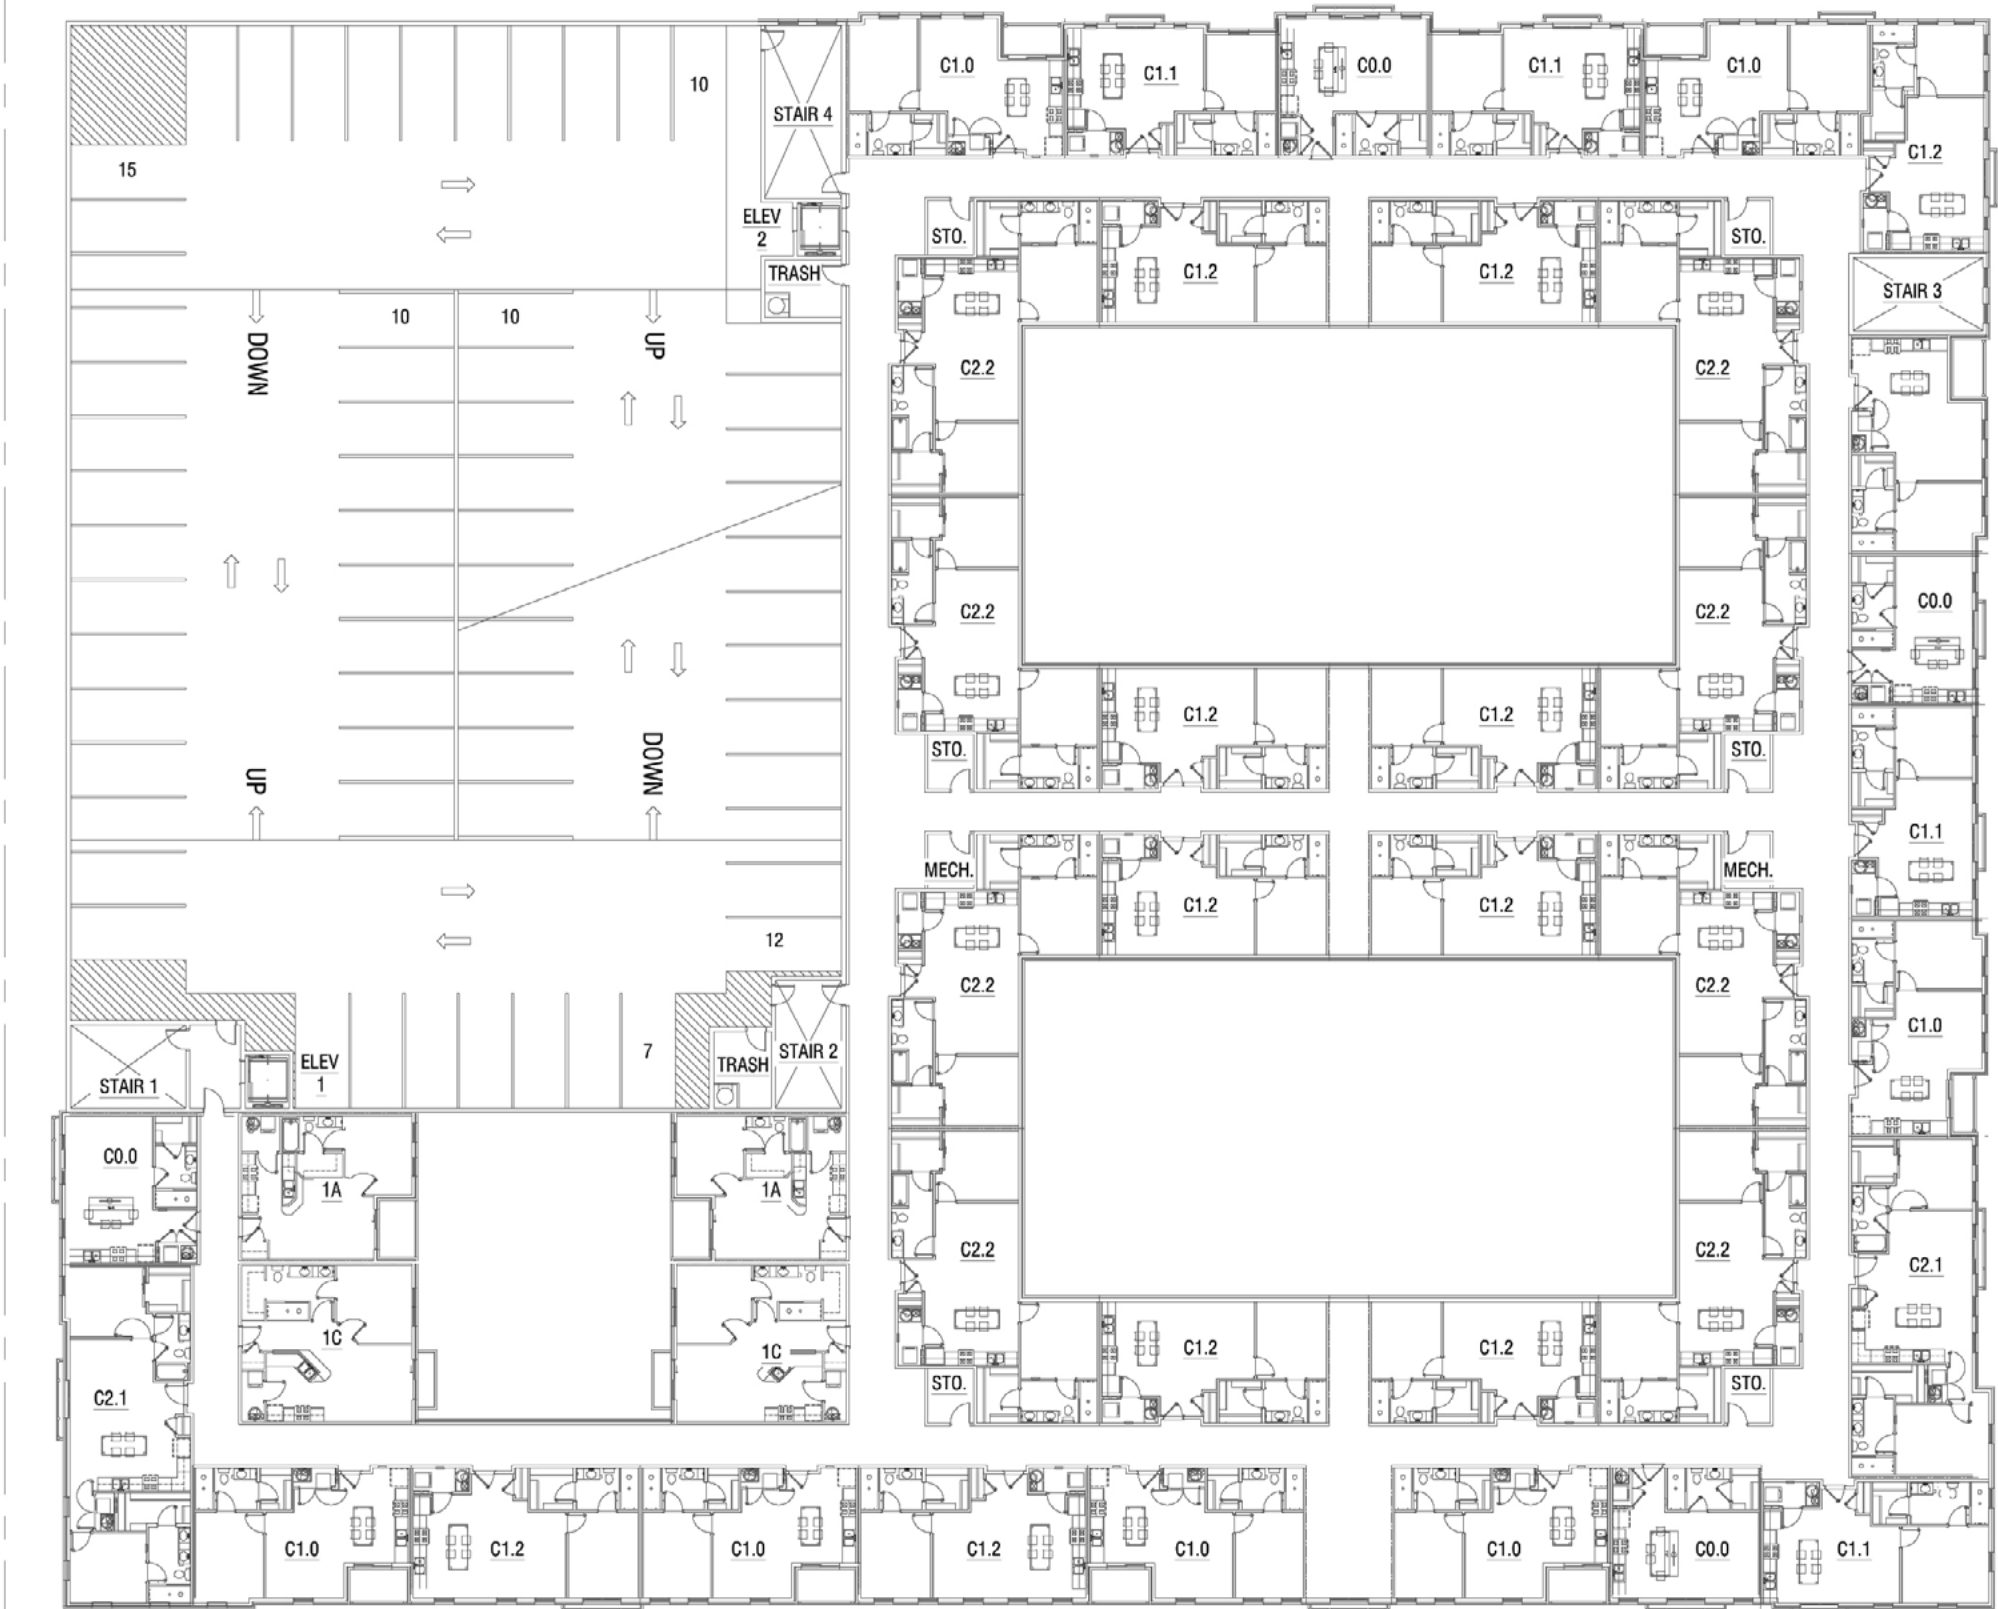 10
STAIR 4
C1.0
C1.1
C0.0
C1.1
C1.0
C1.2
15
ELEV
2
TRASH
STO.
C1.2
C1.2
STO.
STAIR 3
10
10
DOWN
UP
C2.2
C2.2
C2.2
C2.2
C0.0
UP
DOWN
STO.
C1.2
C1.2
STO.
C1.1
MECH.
C1.2
C1.2
MECH.
12
C2.2
C2.2
C1.0
STAIR 1
ELEV
1
7
TRASH
STAIR 2
C0.0
1A
1A
C2.2
C2.2
C2.1
1C
1C
C1.2
C1.2
C2.1
STO.
STO.
C1.0
C1.2
C1.0
C1.2
C1.0
C1.0
C0.0
C1.1